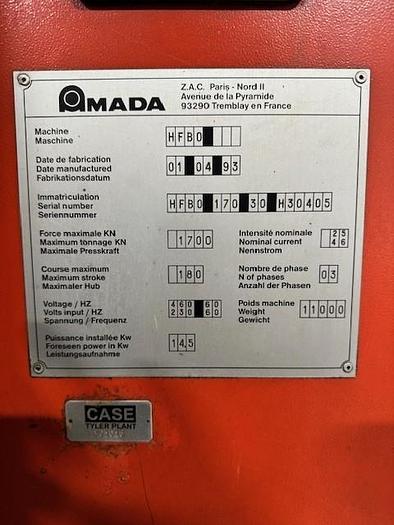 AMADA
Z.A.C. Paris - Nord II
Avenue de la Pyramide
93290 Tremblay en France
Machine
Maschine
HFBO
Date de fabrication
Date manufactured
Fabrikationsdatum
01 04 93
Immatriculation
Serial number
Seriennummer
HFBO 170 30 H30405
Force maximale KN
Maximum tonnage KN
Maximale Presskraft
1700
Intensité nominale
Nominal current
Nennstrom
25
46
Course maximum
Maximum stroke
Maximaler Hub
180
Nombre de phase
N of phases
Anzahl der Phasen
03
Voltage / HZ
Volts input / HZ
Spannung / Frequenz
460 60
230 60
Poids machine
Weight
Gewicht
11000
Puissance installée Kw
Foreseen power in Kw
Leistungsaufnahme
14,5
CASE
TYLER PLANT